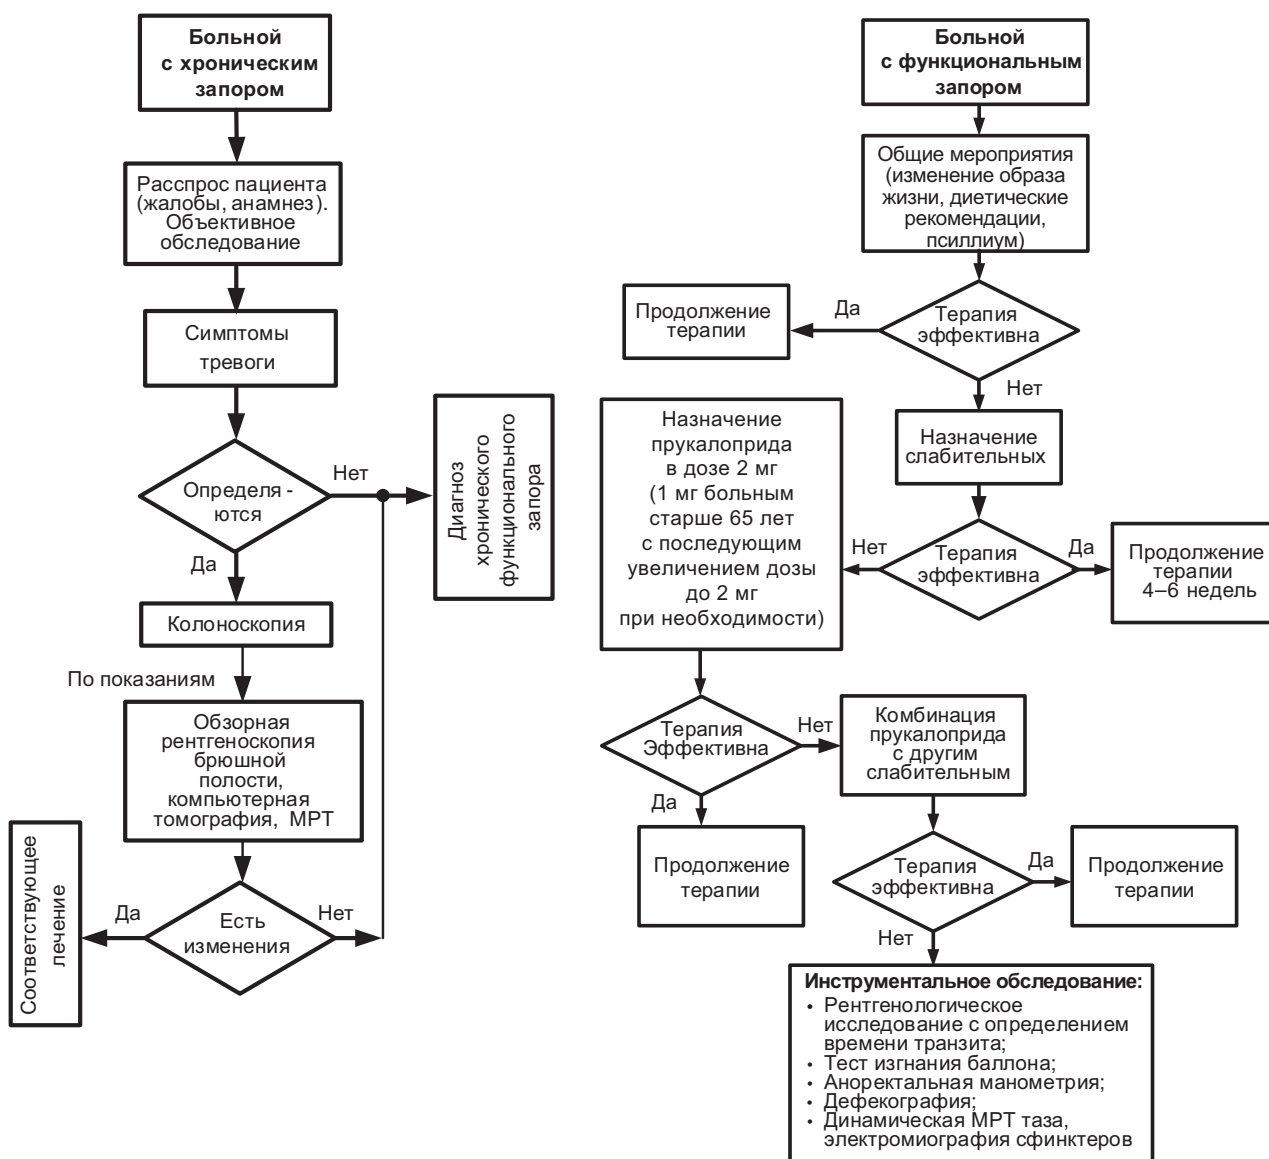 Больной
с хроническим
запором
Расспрос пациента
(жалобы, анамнез).
Объективное
обследование
Симптомы
тревоги
Определя -
ются
Нет
Да
Диагноз
хронического
функционального
запора
Колоноскопия
По показаниям
Обзорная
рентгеноскопия
брюшной
полости,
компьютерная
томография, МРТ
Есть
изменения
Да
Нет
Соответствующее
лечение
Больной
с функциональным
запором
Общие мероприятия
(изменение образа
жизни, диетические
рекомендации,
псиллиум)
Терапия
эффективна
Да
Продолжение
терапии
Нет
Назначение
слабительных
Терапия
эффективна
Да
Продолжение
терапии
4–6 недель
Нет
Назначение
прукалоприда
в дозе 2 мг
(1 мг больным
старше 65 лет
с последующим
увеличением дозы
до 2 мг
при необходимости)
Терапия
Эффективна
Да
Продолжение
терапии
Нет
Комбинация
прукалоприда
с другим
слабительным
Терапия
эффективна
Да
Продолжение
терапии
Нет
Инструментальное обследование:
• Рентгенологическое
исследование с определением
времени транзита;
• Тест изгнания баллона;
• Аноректальная манометрия;
• Дефекография;
• Динамическая МРТ таза,
электромиография сфинктеров